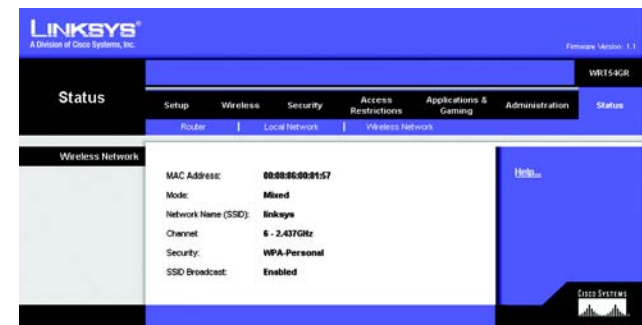 LINKSYS®
A Division of Cisco Systems, Inc.
Firmware Version: 1.1
WRT54GR
Status
Setup Wireless Security Access Restrictions Applications & Gaming Administration Status
Router | Local Network | Wireless Network
Wireless Network
MAC Address: 00:00:86:00:01:57
Mode: Mixed
Network Name (SSID): linksys
Channel: 6 - 2.437GHz
Security: WPA-Personal
SSID Broadcast: Enabled
Help...
CISCO SYSTEMS